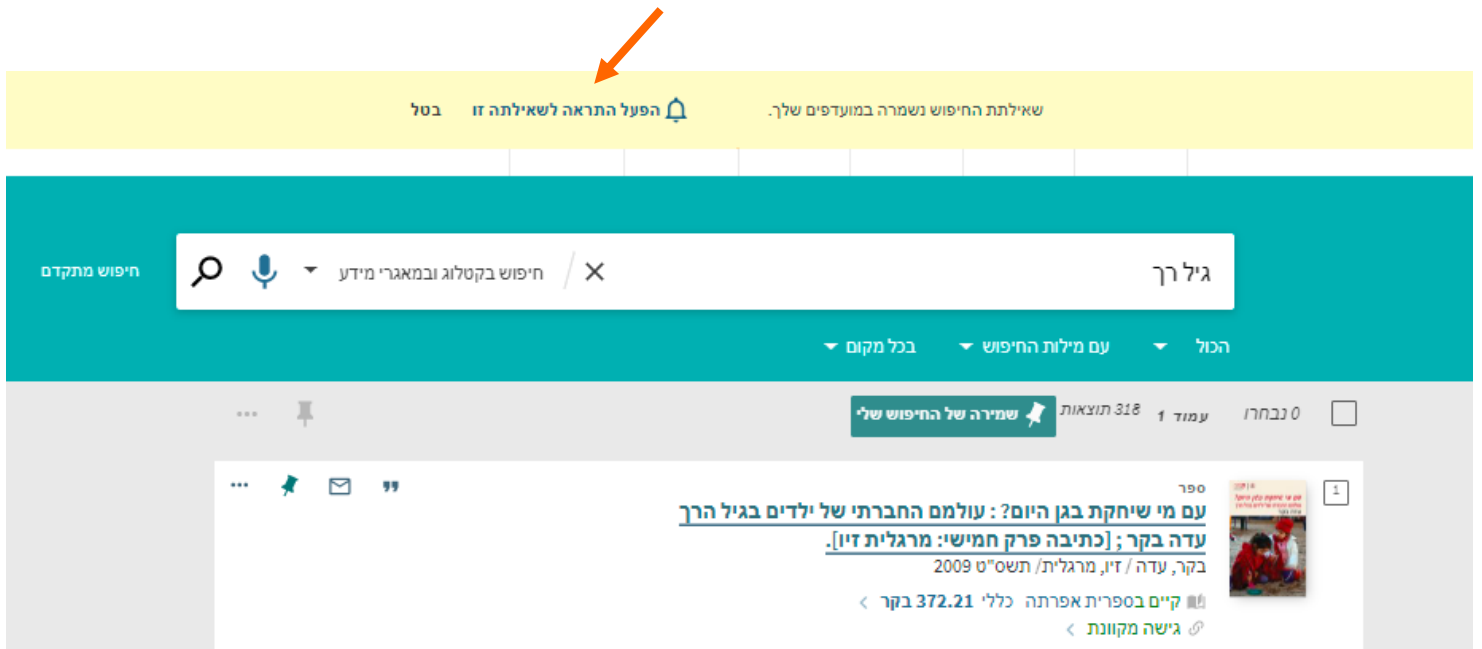 שאילתת החיפוש נשמרה במועדפים שלך. הפעל התראה לשאילתה זו בטל
גיל רך חיפוש בקטלוג ובמאגרי מידע חיפוש מתקדם
הכול עם מילות החיפוש בכל מקום
0 נבחרו עמוד 1 318 תוצאות שמירה של החיפוש שלי
1
ספר
עם מי שיחקת בגן היום? : עולמם החברתי של ילדים בגיל הרך
עדה בקר ; [כתיבה פרק חמישי: מרגלית זיו].
בקר, עדה / זיו, מרגלית/ תשס"ט 2009
קיים בספרית אפרתה כללי 372.21 בקר
גישה מקוונת